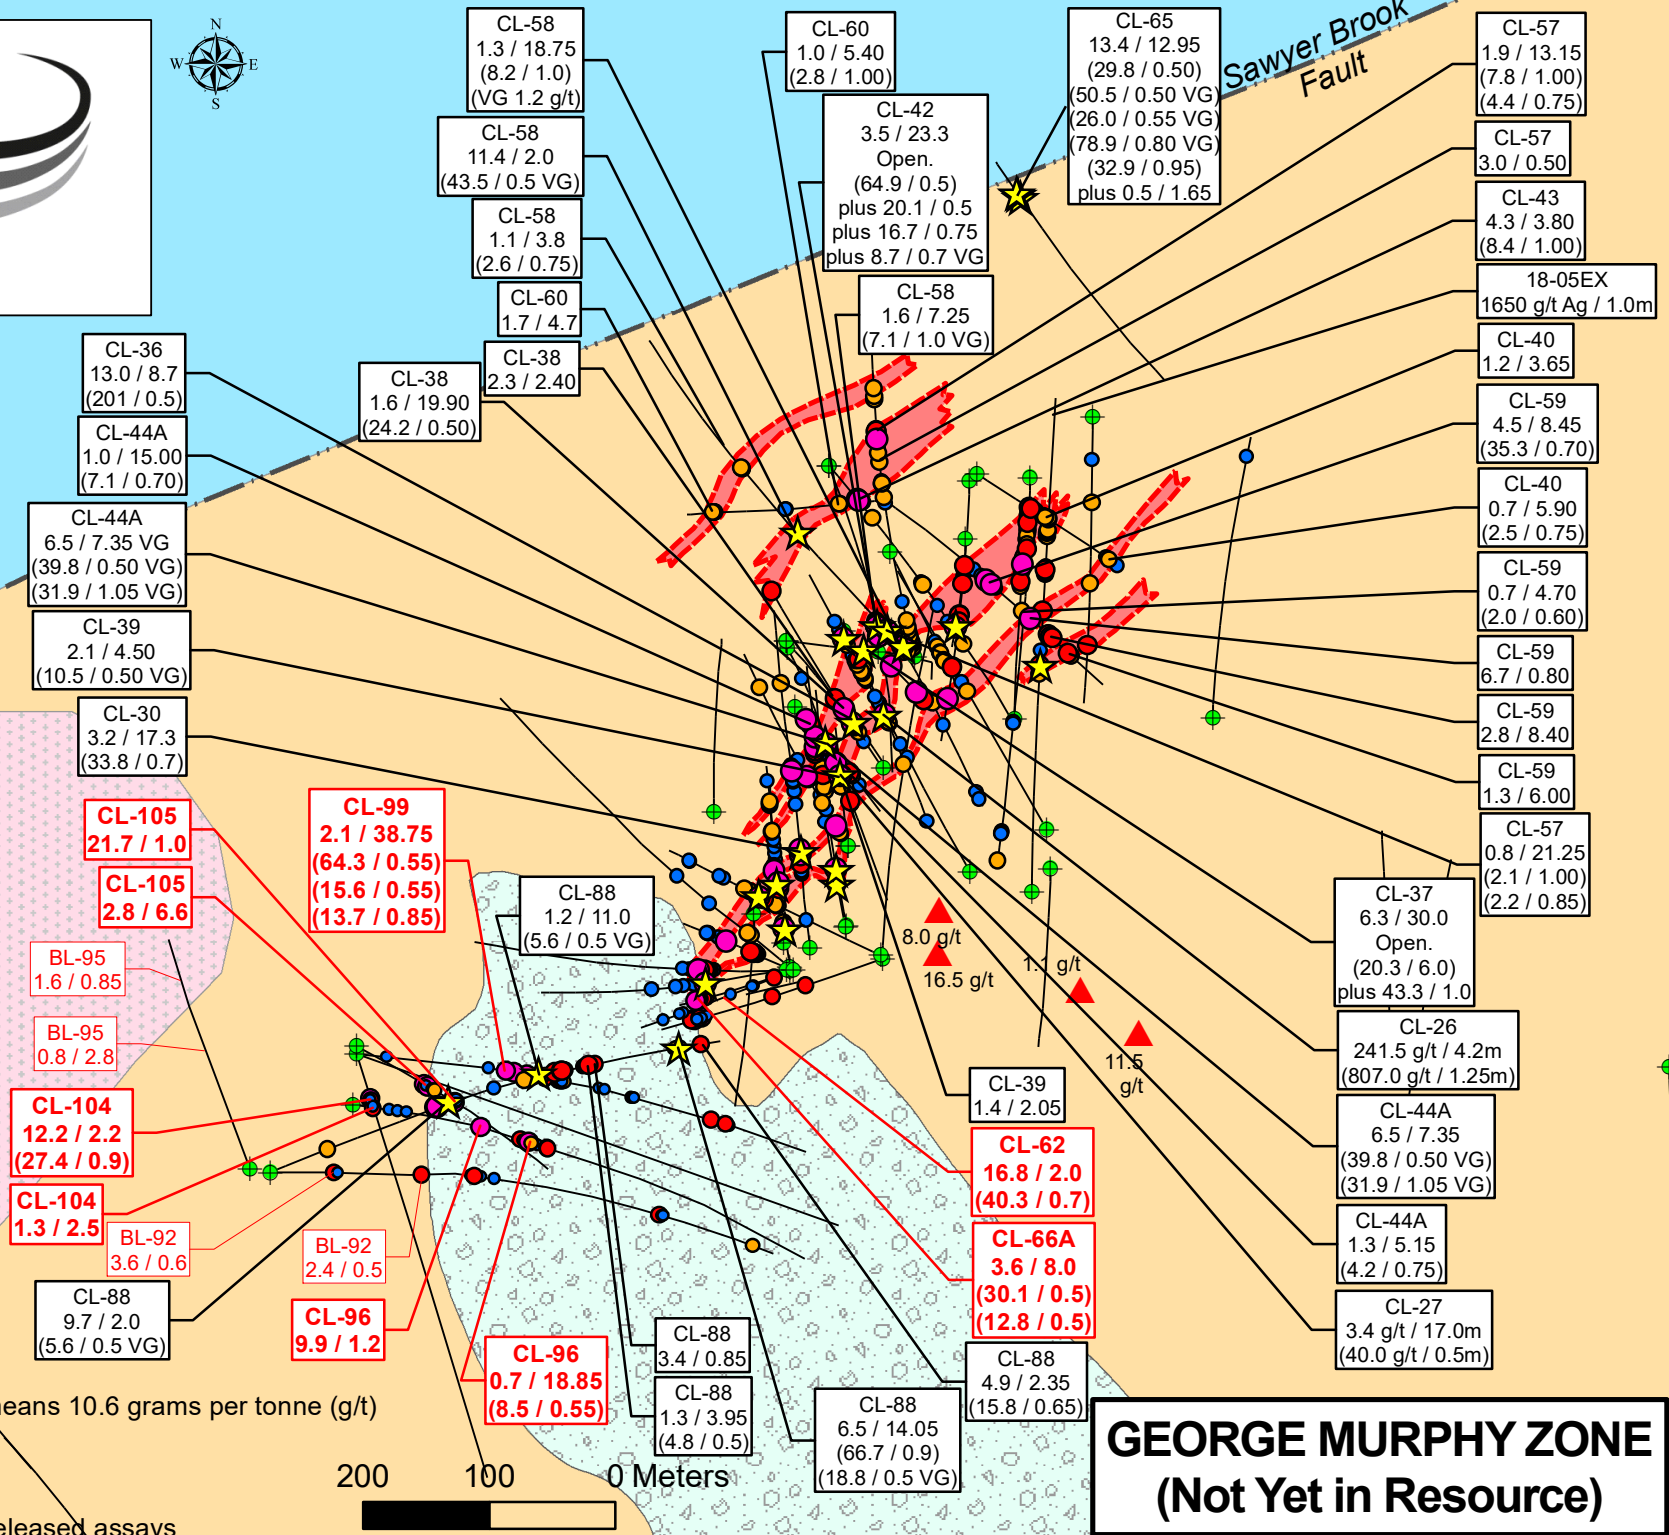 N
W
E
S
Sawyer Brook
Fault
CL-58
1.3 / 18.75
(8.2 / 1.0)
(VG 1.2 g/t)
CL-58
11.4 / 2.0
(43.5 / 0.5 VG)
CL-58
1.1 / 3.8
(2.6 / 0.75)
CL-60
1.7 / 4.7
CL-38
2.3 / 2.40
CL-38
1.6 / 19.90
(24.2 / 0.50)
CL-60
1.0 / 5.40
(2.8 / 1.00)
CL-42
3.5 / 23.3
Open.
(64.9 / 0.5)
plus 20.1 / 0.5
plus 16.7 / 0.75
plus 8.7 / 0.7 VG
CL-58
1.6 / 7.25
(7.1 / 1.0 VG)
CL-65
13.4 / 12.95
(29.8 / 0.50)
(50.5 / 0.50 VG)
(26.0 / 0.55 VG)
(78.9 / 0.80 VG)
(32.9 / 0.95)
plus 0.5 / 1.65
CL-57
1.9 / 13.15
(7.8 / 1.00)
(4.4 / 0.75)
CL-57
3.0 / 0.50
CL-43
4.3 / 3.80
(8.4 / 1.00)
18-05EX
1650 g/t Ag / 1.0m
CL-40
1.2 / 3.65
CL-59
4.5 / 8.45
(35.3 / 0.70)
CL-40
0.7 / 5.90
(2.5 / 0.75)
CL-59
0.7 / 4.70
(2.0 / 0.60)
CL-59
6.7 / 0.80
CL-59
2.8 / 8.40
CL-59
1.3 / 6.00
CL-57
0.8 / 21.25
(2.1 / 1.00)
(2.2 / 0.85)
CL-37
6.3 / 30.0
Open.
(20.3 / 6.0)
plus 43.3 / 1.0
CL-26
241.5 g/t / 4.2m
(807.0 g/t / 1.25m)
CL-44A
6.5 / 7.35
(39.8 / 0.50 VG)
(31.9 / 1.05 VG)
CL-44A
1.3 / 5.15
(4.2 / 0.75)
CL-27
3.4 g/t / 17.0m
(40.0 g/t / 0.5m)
CL-36
13.0 / 8.7
(201 / 0.5)
CL-44A
1.0 / 15.00
(7.1 / 0.70)
CL-44A
6.5 / 7.35 VG
(39.8 / 0.50 VG)
(31.9 / 1.05 VG)
CL-39
2.1 / 4.50
(10.5 / 0.50 VG)
CL-30
3.2 / 17.3
(33.8 / 0.7)
CL-105
21.7 / 1.0
CL-105
2.8 / 6.6
CL-99
2.1 / 38.75
(64.3 / 0.55)
(15.6 / 0.55)
(13.7 / 0.85)
CL-88
1.2 / 11.0
(5.6 / 0.5 VG)
8.0 g/t
16.5 g/t
1.1 g/t
11.5
g/t
BL-95
1.6 / 0.85
BL-95
0.8 / 2.8
CL-104
12.2 / 2.2
(27.4 / 0.9)
CL-104
1.3 / 2.5
BL-92
3.6 / 0.6
BL-92
2.4 / 0.5
CL-88
9.7 / 2.0
(5.6 / 0.5 VG)
CL-96
9.9 / 1.2
CL-96
0.7 / 18.85
(8.5 / 0.55)
CL-88
3.4 / 0.85
CL-88
1.3 / 3.95
(4.8 / 0.5)
CL-88
6.5 / 14.05
(66.7 / 0.9)
(18.8 / 0.5 VG)
CL-88
4.9 / 2.35
(15.8 / 0.65)
CL-39
1.4 / 2.05
CL-62
16.8 / 2.0
(40.3 / 0.7)
CL-66A
3.6 / 8.0
(30.1 / 0.5)
(12.8 / 0.5)
eans 10.6 grams per tonne (g/t)
eleased assays
200 100 0 Meters
GEORGE MURPHY ZONE
(Not Yet in Resource)